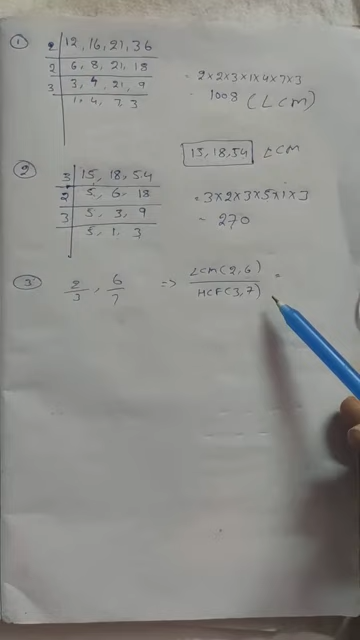 ① 2 | 12, 16, 21, 36
2 | 6, 8, 21, 18
3 | 3, 4, 21, 9
1, 4, 7, 3
= 2×2×3×1×4×7×3
= 1008 (LCM)
② 15, 18, 54 LCM
3 | 15, 18, 54
2 | 5, 6, 18
3 | 5, 3, 9
5, 1, 3
= 3×2×3×5×1×3
= 270
③ 2/3, 6/7 => LCM(2,6) / HCF(3,7) =